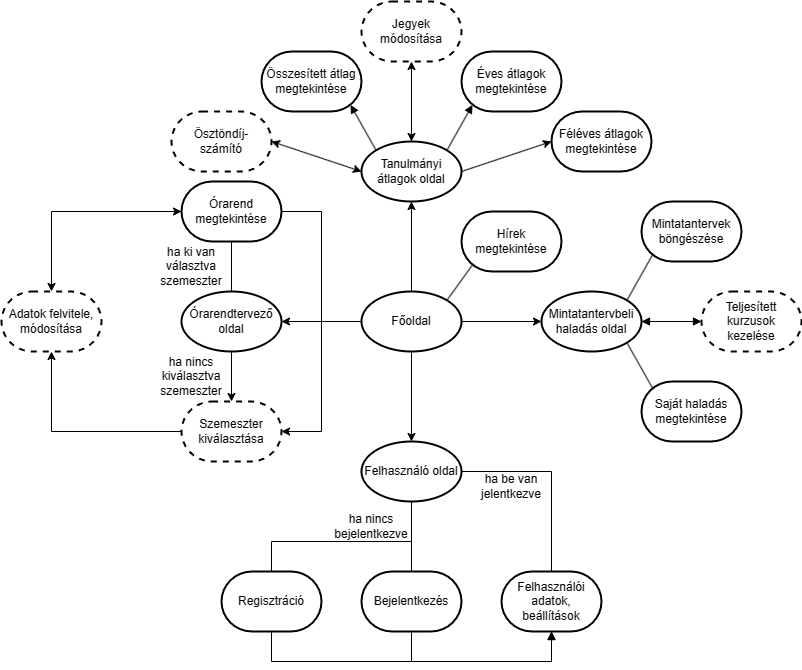 Jegyek
módosítása
Összesített átlag
megtekintése
Éves átlagok
megtekintése
Ösztöndíj-
számító
Féléves átlagok
megtekintése
Tanulmányi
átlagok oldal
Órarend
megtekintése
Hírek
megtekintése
Mintatantervek
böngészése
ha ki van
választva
szemeszter
Adatok felvitele,
módosítása
Órarendtervező
oldal
Főoldal
Mintatantervbeli
haladás oldal
Teljesített
kurzusok
kezelése
ha nincs
kiválasztva
szemeszter
Szemeszter
kiválasztása
Saját haladás
megtekintése
Felhasználó oldal
ha be van
jelentkezve
ha nincs
bejelentkezve
Regisztráció
Bejelentkezés
Felhasználói
adatok,
beállítások